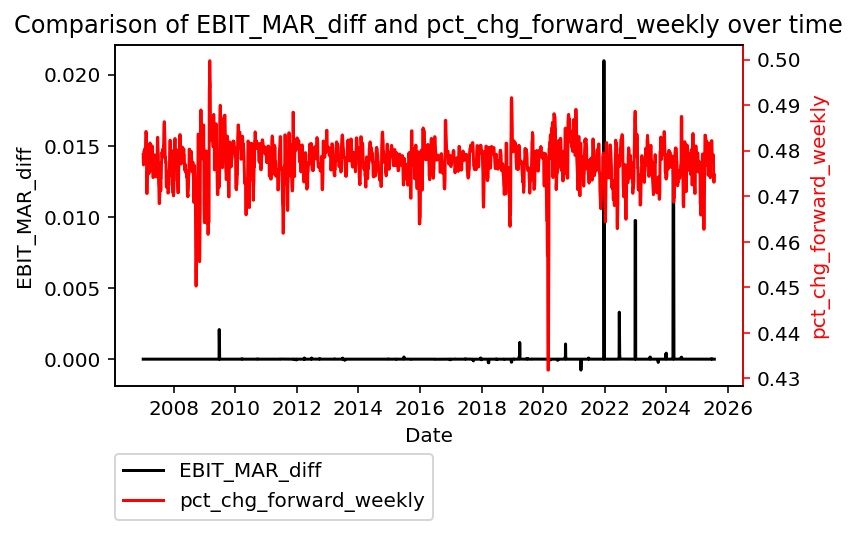 Comparison of EBIT_MAR_diff and pct_chg_forward_weekly over time
0.020
0.015
0.010
0.005
0.000
EBIT_MAR_diff
0.50
0.49
0.48
0.47
0.46
0.45
0.44
0.43
pct_chg_forward_weekly
2008 2010 2012 2014 2016 2018 2020 2022 2024 2026
Date
EBIT_MAR_diff
pct_chg_forward_weekly